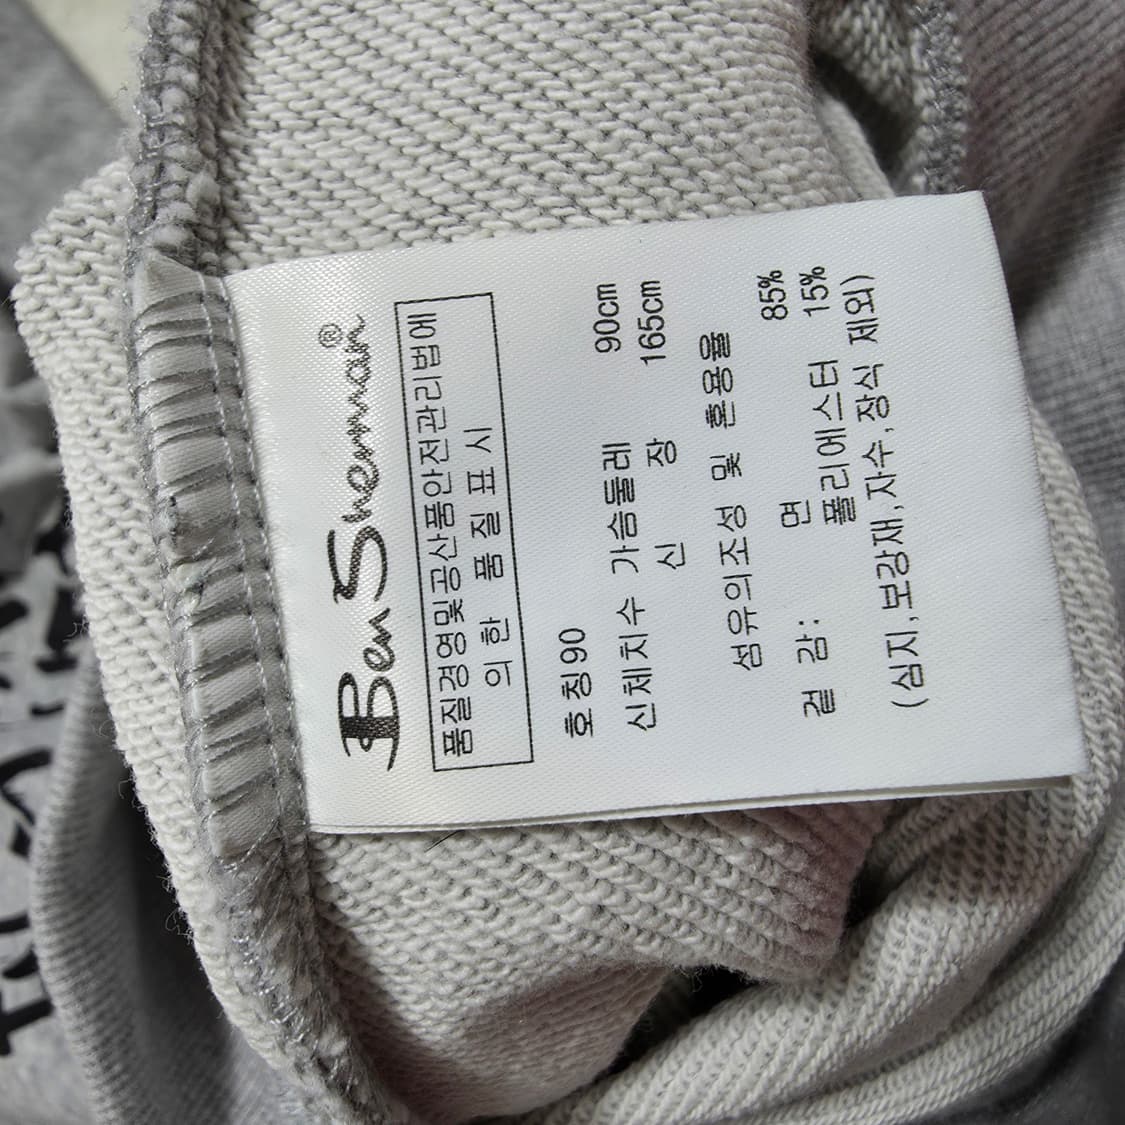 Ben Sherman®
품질경영및공산품안전관리법에
의한 품질표시
호칭90
신체치수 가슴둘레 90cm
신 장 165cm
섬유의조성 및 혼용율
겉 감: 면 85%
폴리에스터 15%
(심지,보강재,자수,장식 제외)